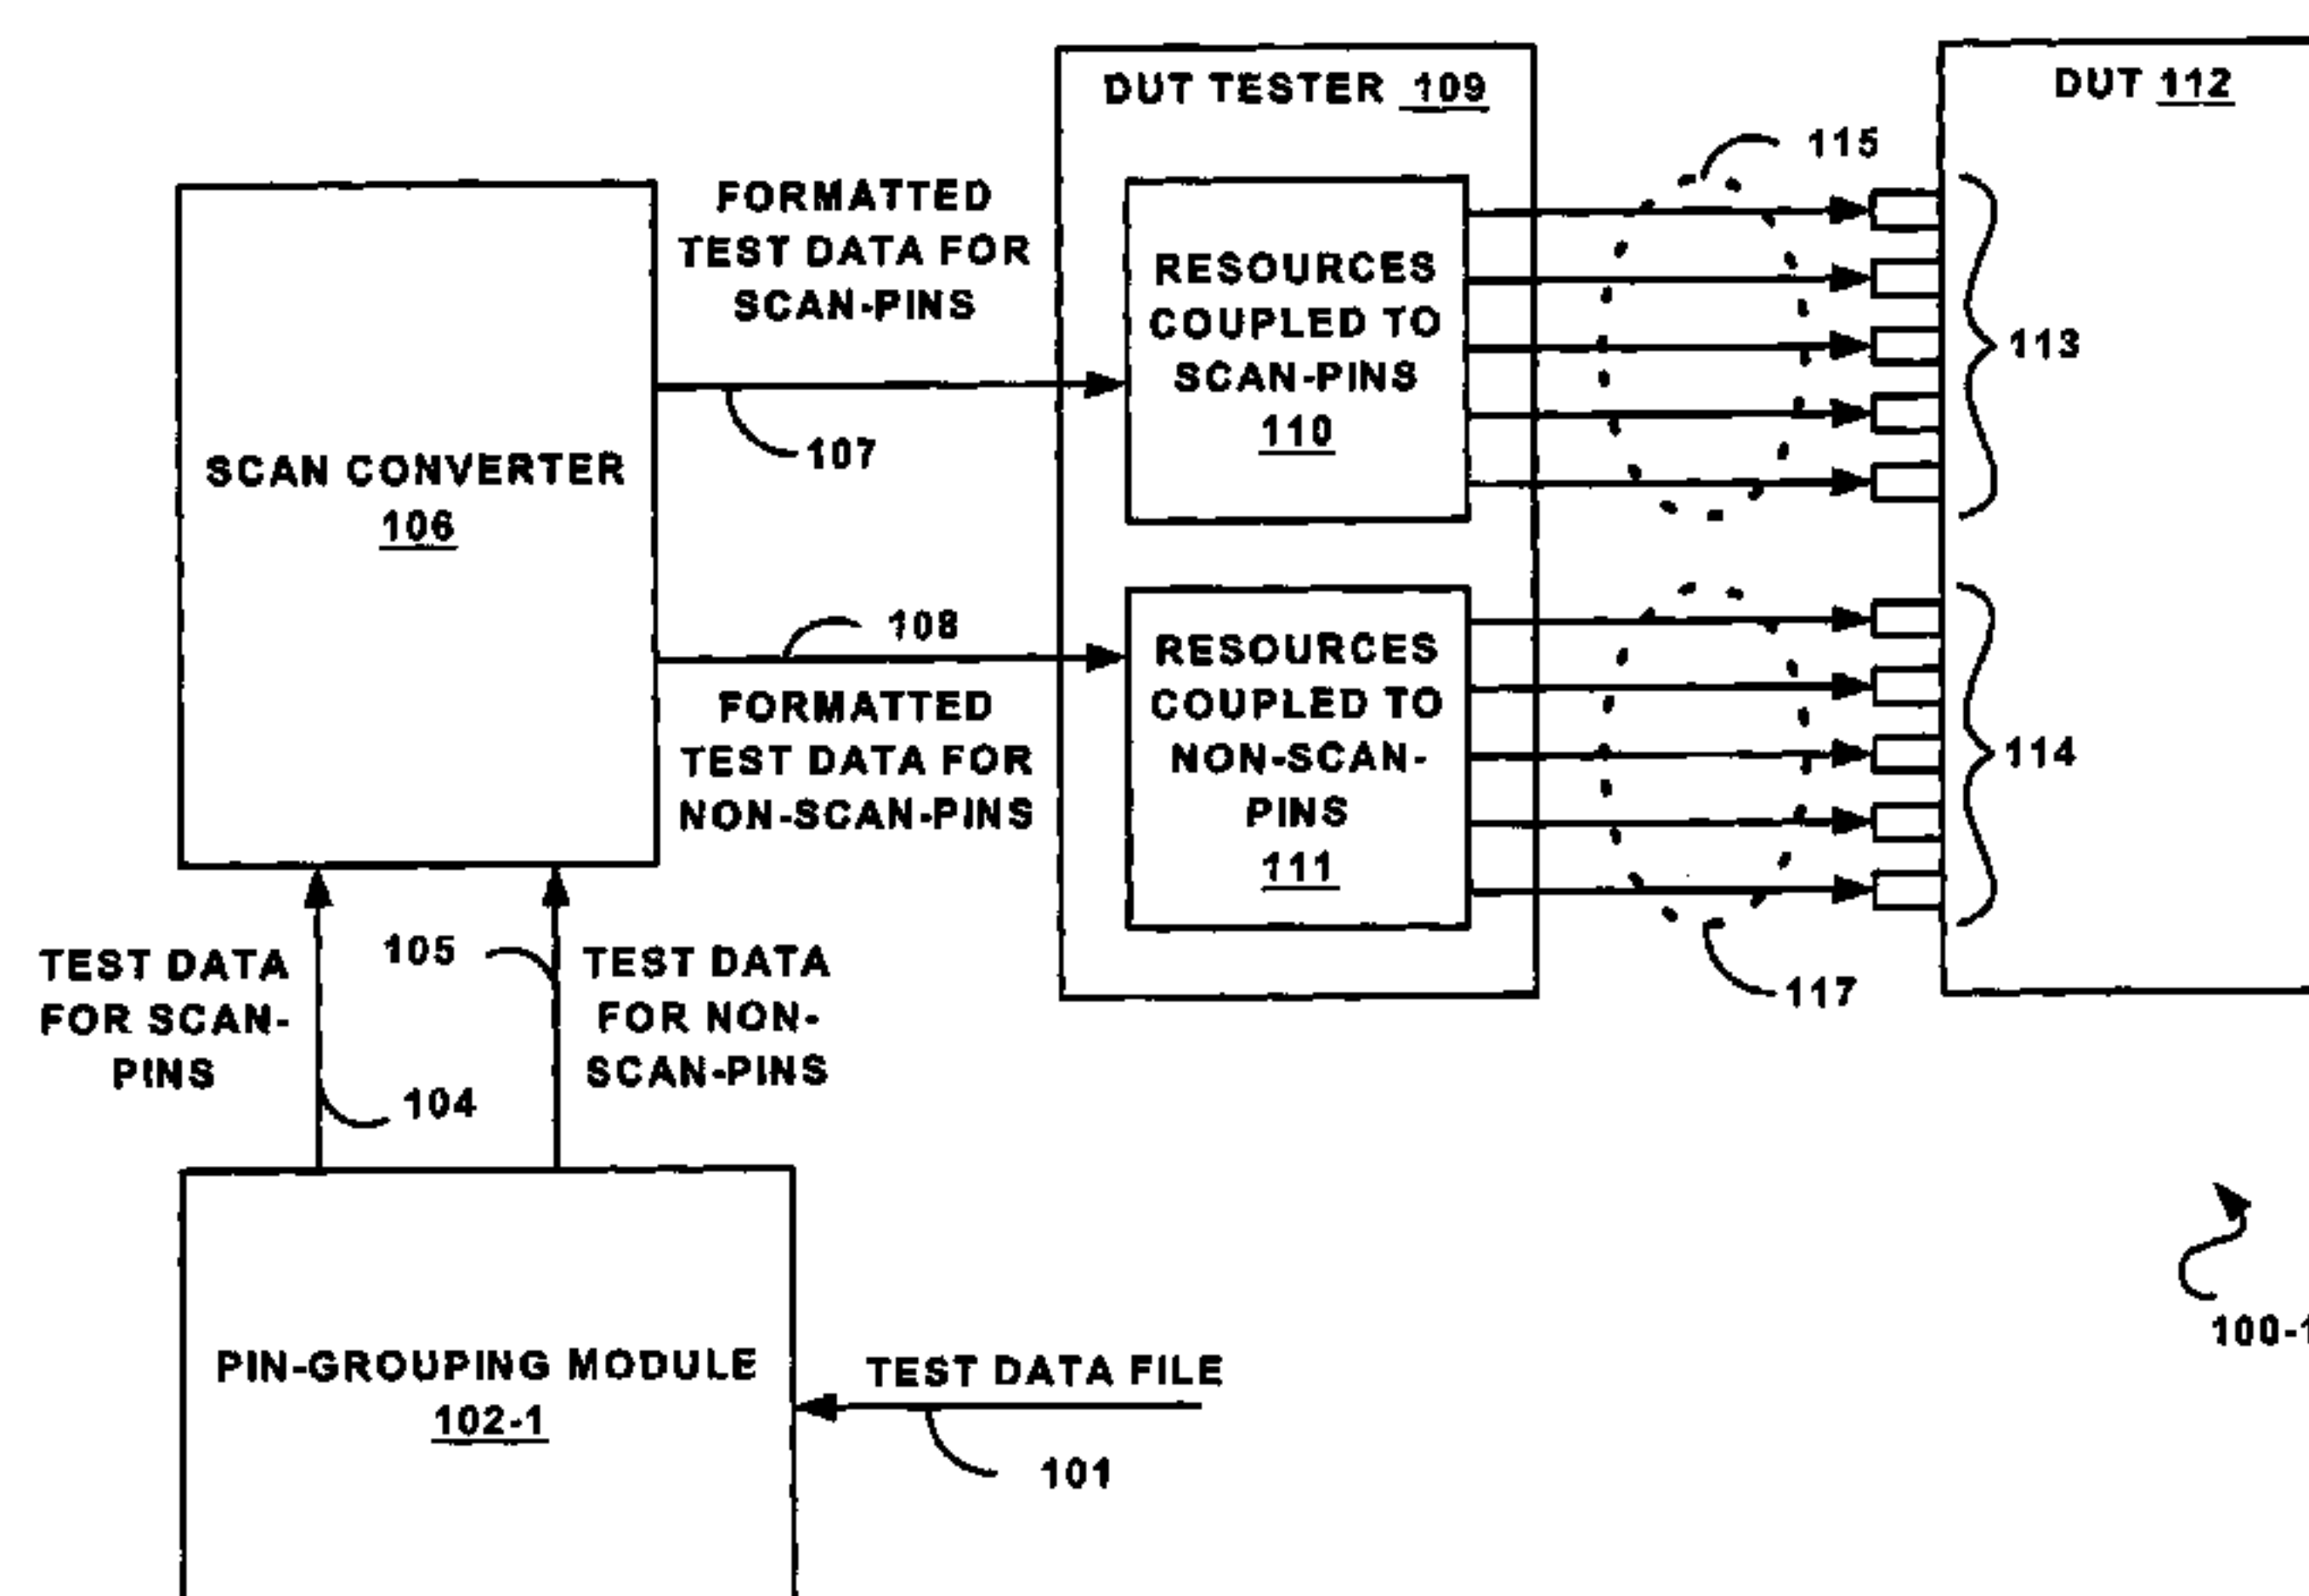 DUT TESTER 109
DUT 112
115
FORMATTED
TEST DATA FOR
SCAN-PINS
RESOURCES
COUPLED TO
SCAN-PINS
110
113
107
SCAN CONVERTER
106
108
FORMATTED
TEST DATA FOR
NON-SCAN-PINS
RESOURCES
COUPLED TO
NON-SCAN-
PINS
111
114
117
TEST DATA
FOR SCAN-
PINS
104
105
TEST DATA
FOR NON-
SCAN-PINS
100-1
PIN-GROUPING MODULE
102-1
TEST DATA FILE
101